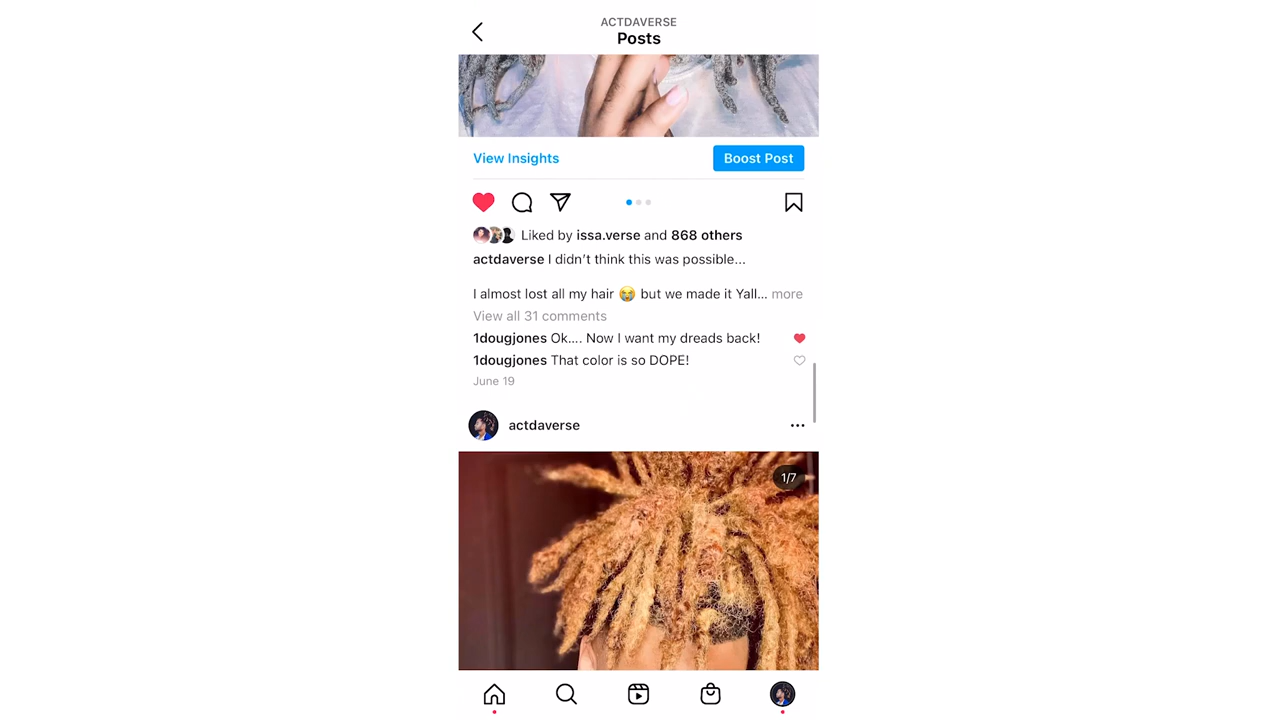 ACTDAVERSE
Posts
View Insights
Boost Post
Liked by issa.verse and 868 others
actdaverse I didn't think this was possible...
I almost lost all my hair 😭 but we made it Yall... more
View all 31 comments
1dougjones Ok.... Now I want my dreads back!
1dougjones That color is so DOPE!
June 19
actdaverse
1/7